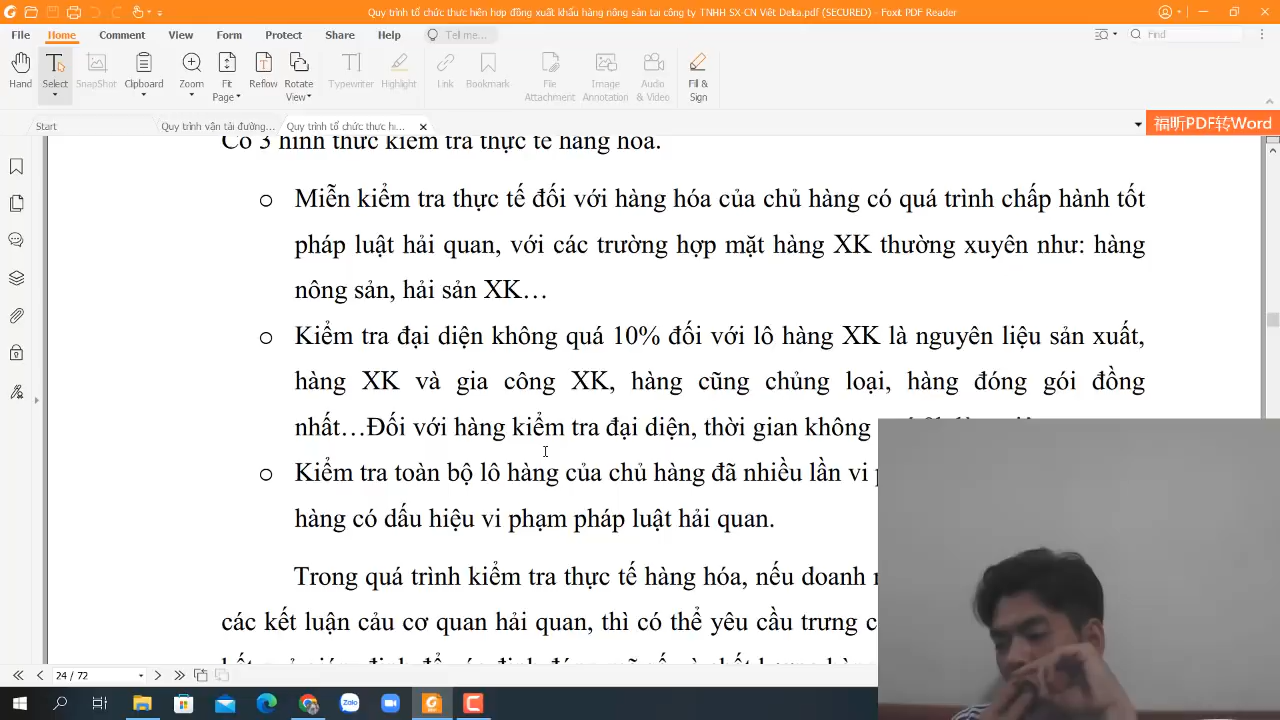 Quy trình tổ chức thưc hiên hơp đồng xuất khẩu hàng nông sản tai công ty TNHH SX-CN Viêt Delta.pdf (SECURED) - Foxit PDF Reader
File Home Comment View Form Protect Share Help Tell me... Find
Hand Select SnapShot Clipboard Zoom Fit Page Reflow Rotate View Typewriter Highlight Link Bookmark File Attachment Image Annotation Audio & Video Fill & Sign
Start Quy trình vận tải đường... Quy trình tổ chức thưc hi... 福昕PDF转Word
Có 3 hình thức kiểm tra thực tế hàng hóa.
o Miễn kiểm tra thực tế đối với hàng hóa của chủ hàng có quá trình chấp hành tốt
pháp luật hải quan, với các trường hợp mặt hàng XK thường xuyên như: hàng
nông sản, hải sản XK…
o Kiểm tra đại diện không quá 10% đối với lô hàng XK là nguyên liệu sản xuất,
hàng XK và gia công XK, hàng cũng chủng loại, hàng đóng gói đồng
nhất…Đối với hàng kiểm tra đại diện, thời gian không
o Kiểm tra toàn bộ lô hàng của chủ hàng đã nhiều lần vi
hàng có dấu hiệu vi phạm pháp luật hải quan.
Trong quá trình kiểm tra thực tế hàng hóa, nếu doanh
các kết luận cảu cơ quan hải quan, thì có thể yêu cầu trưng
24 / 72
Zalo